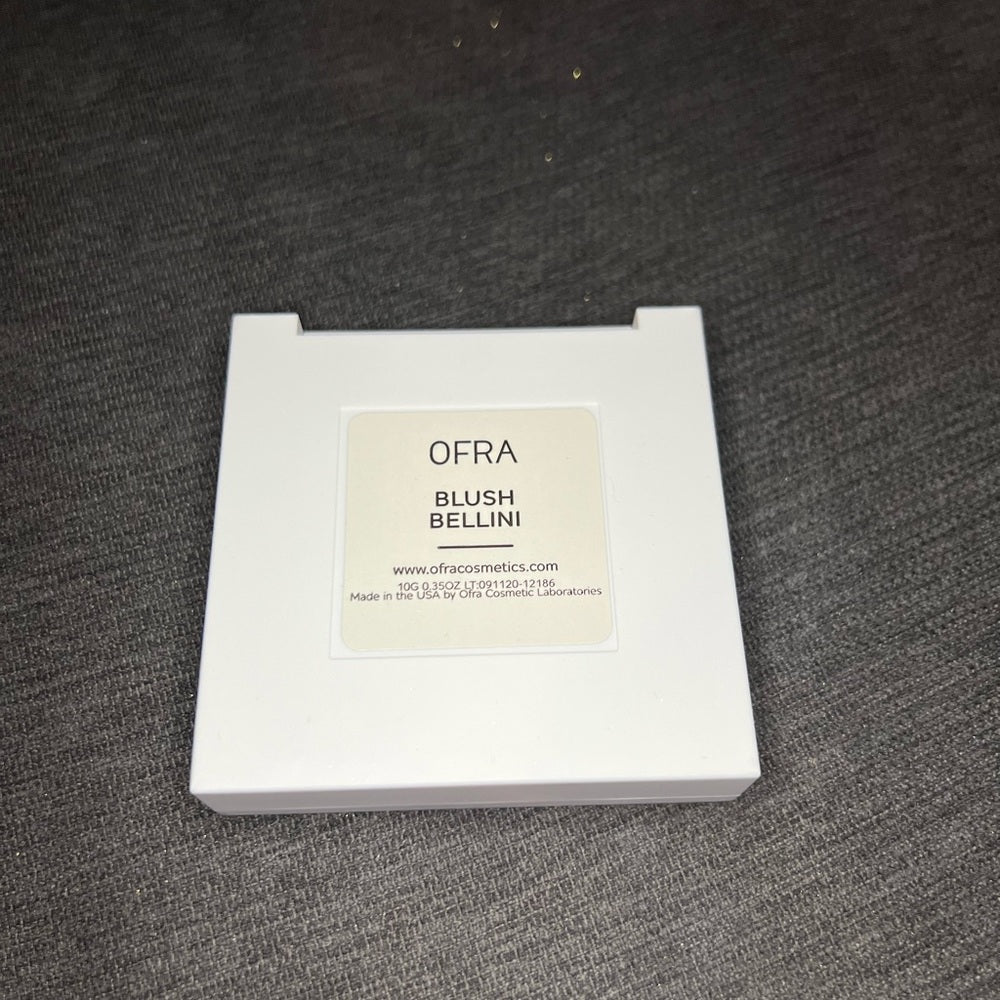 OFRA
BLUSH
BELLINI
www.ofracosmetics.com
10G 0.35OZ LT:091120-12186
Made in the USA by Ofra Cosmetic Laboratories